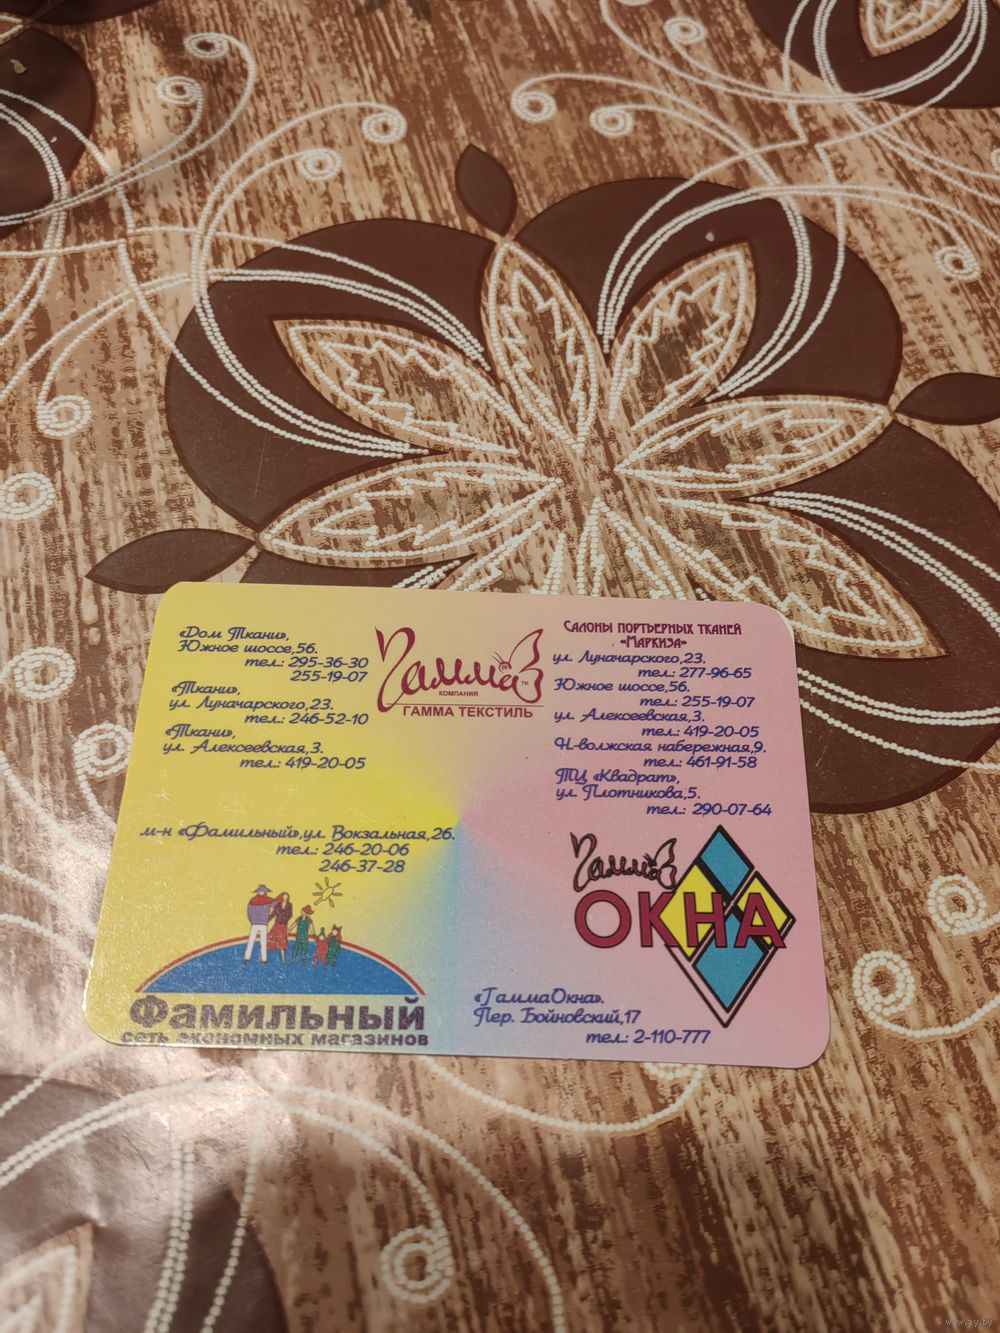 «Дом Ткани»,
Южное шоссе,56.
тел.: 295-36-30
255-19-07
«Ткани»,
ул. Луначарского,23.
тел.: 246-52-10
«Ткани»,
ул. Алексеевская,3.
тел.: 419-20-05
м-н «Фамильный»,ул. Вокзальная,26.
тел.: 246-20-06
246-37-28
Фамильный
сеть экономных магазинов
Гамма
TM
КОМПАНИЯ
ГАММА ТЕКСТИЛЬ
Салоны портьерных тканей
«Маркиза»
ул. Луначарского,23.
тел.: 277-96-65
Южное шоссе,56.
тел.: 255-19-07
ул. Алексеевская,3.
тел.: 419-20-05
Н-волжская набережная,9.
тел.: 461-91-58
ТЦ «Квадрат»,
ул. Плотникова,5.
тел.: 290-07-64
Гамма
ОКНА
«ГаммаОкна».
Пер. Бойновский,17
тел.: 2-110-777
www.ay.by